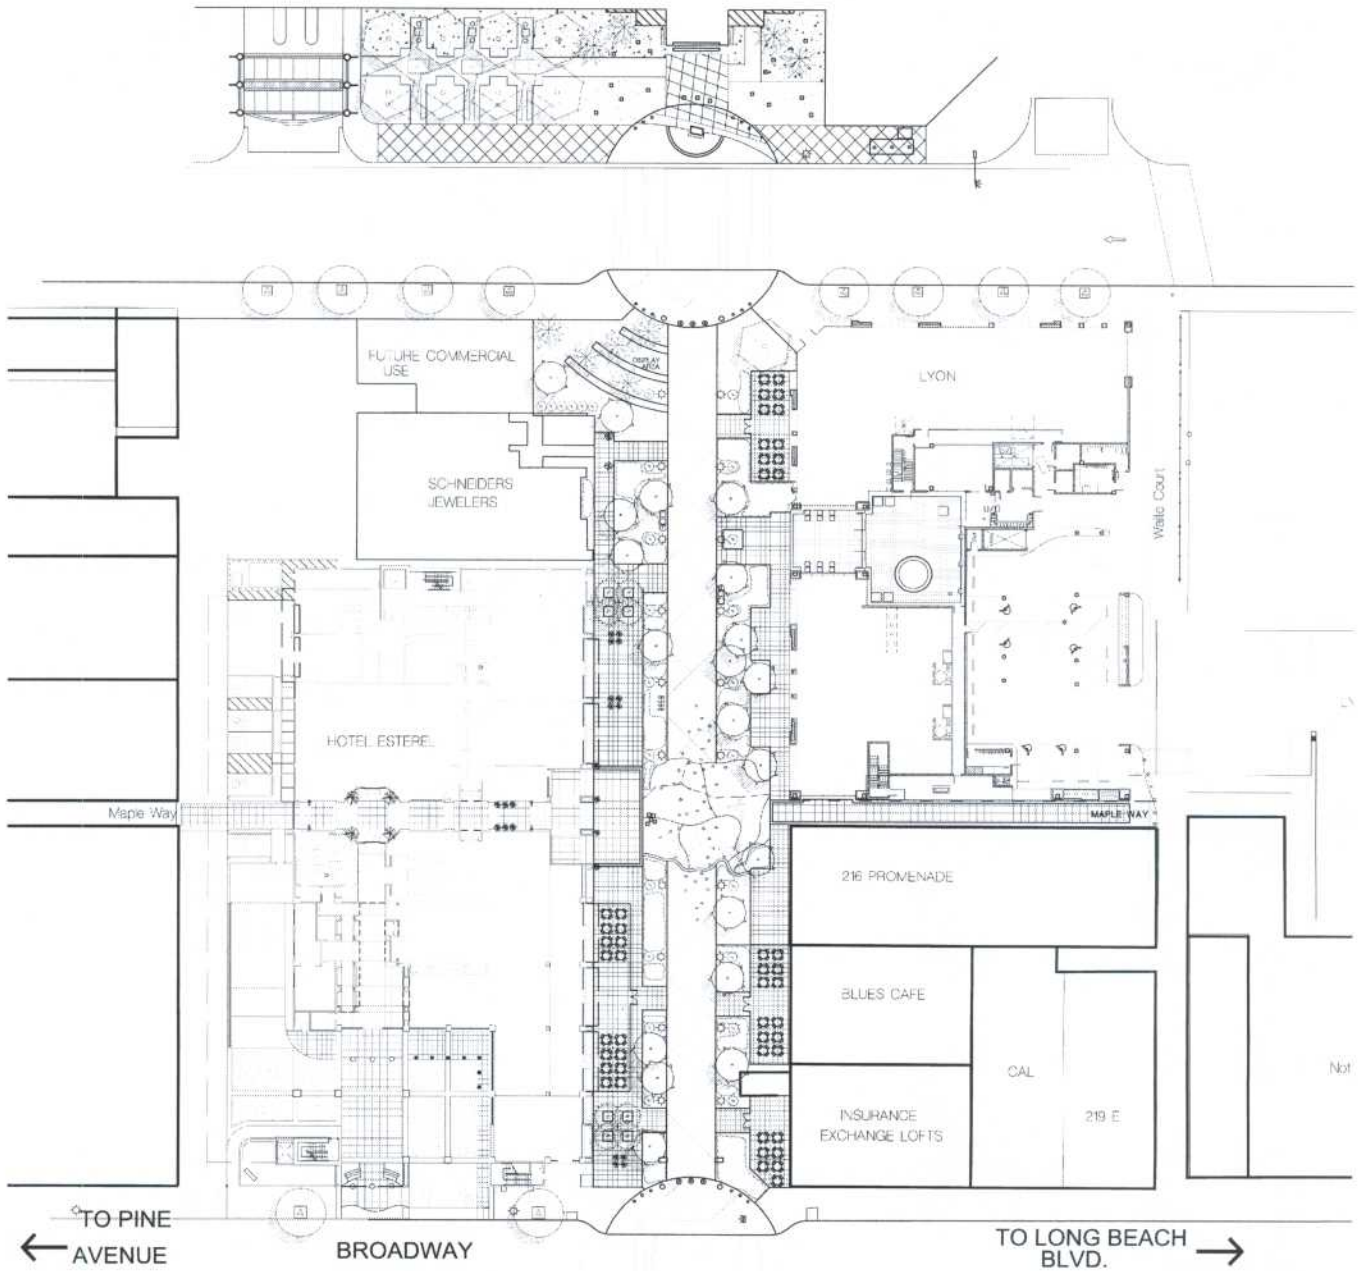 FUTURE COMMERCIAL
USE
DISPLAY
AREA
LYON
SCHNEIDERS
JEWELERS
Waite Court
HOTEL ESTEREL
Maple Way
MAPLE WAY
216 PROMENADE
BLUES CAFE
CAL
Not
INSURANCE
EXCHANGE LOFTS
219 E
TO PINE
AVENUE
BROADWAY
TO LONG BEACH
BLVD.